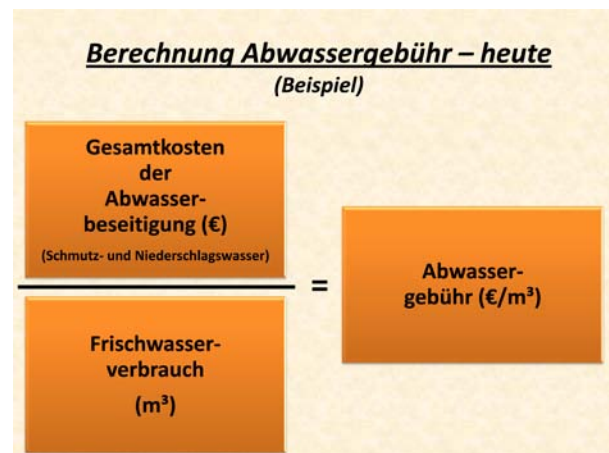 Berechnung Abwassergebühr – heute
(Beispiel)
Gesamtkosten
der
Abwasser-
beseitigung (€)
(Schmutz- und Niederschlagswasser)
=
Abwasser-
gebühr (€/m³)
Frischwasser-
verbrauch
(m³)